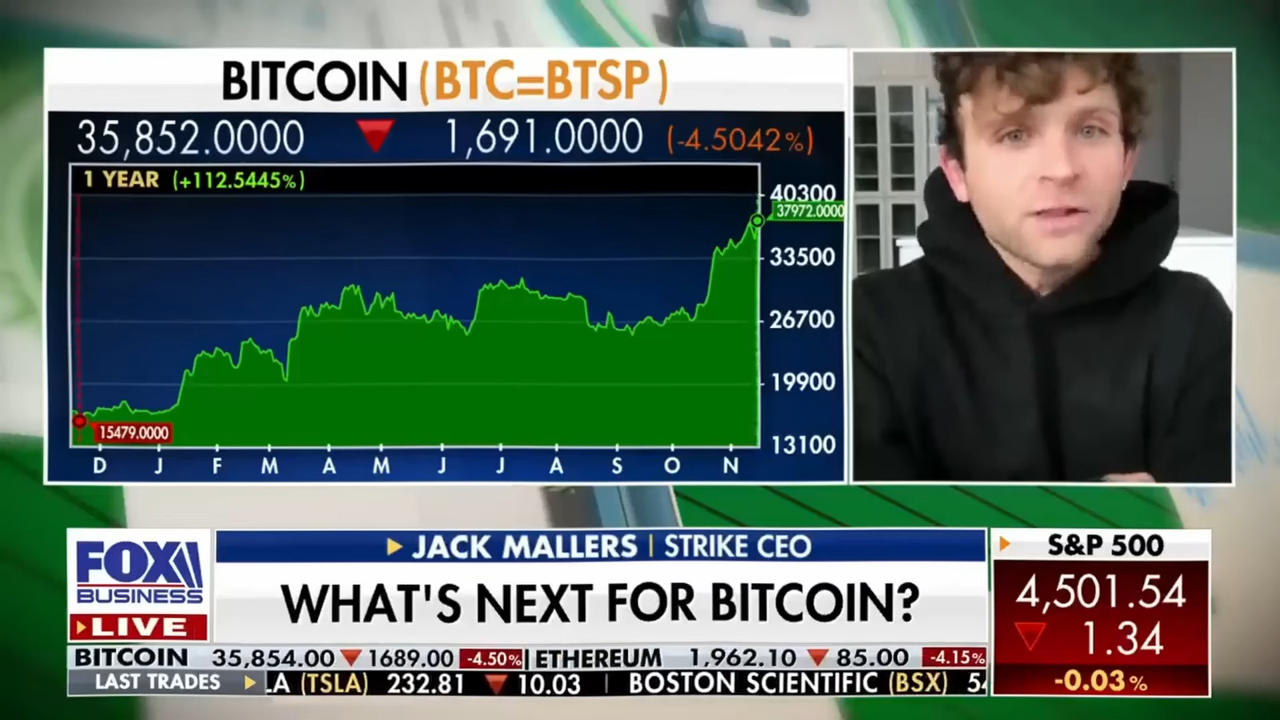 BITCOIN (BTC=BTSP)
35,852.0000 ▼ 1,691.0000 (-4.5042%)
1 YEAR (+112.5445%)
40300
37972.0000
33500
26700
19900
13100
15479.0000
D J F M A M J J A S O N
JACK MALLERS | STRIKE CEO
WHAT'S NEXT FOR BITCOIN?
FOX
BUSINESS
LIVE
S&P 500
4,501.54
▼ 1.34
-0.03%
BITCOIN 35,854.00 ▼ 1689.00 -4.50% | ETHEREUM 1,962.10 ▼ 85.00 -4.15%
LAST TRADES LA (TSLA) 232.81 ▼ 10.03 | BOSTON SCIENTIFIC (BSX) 54